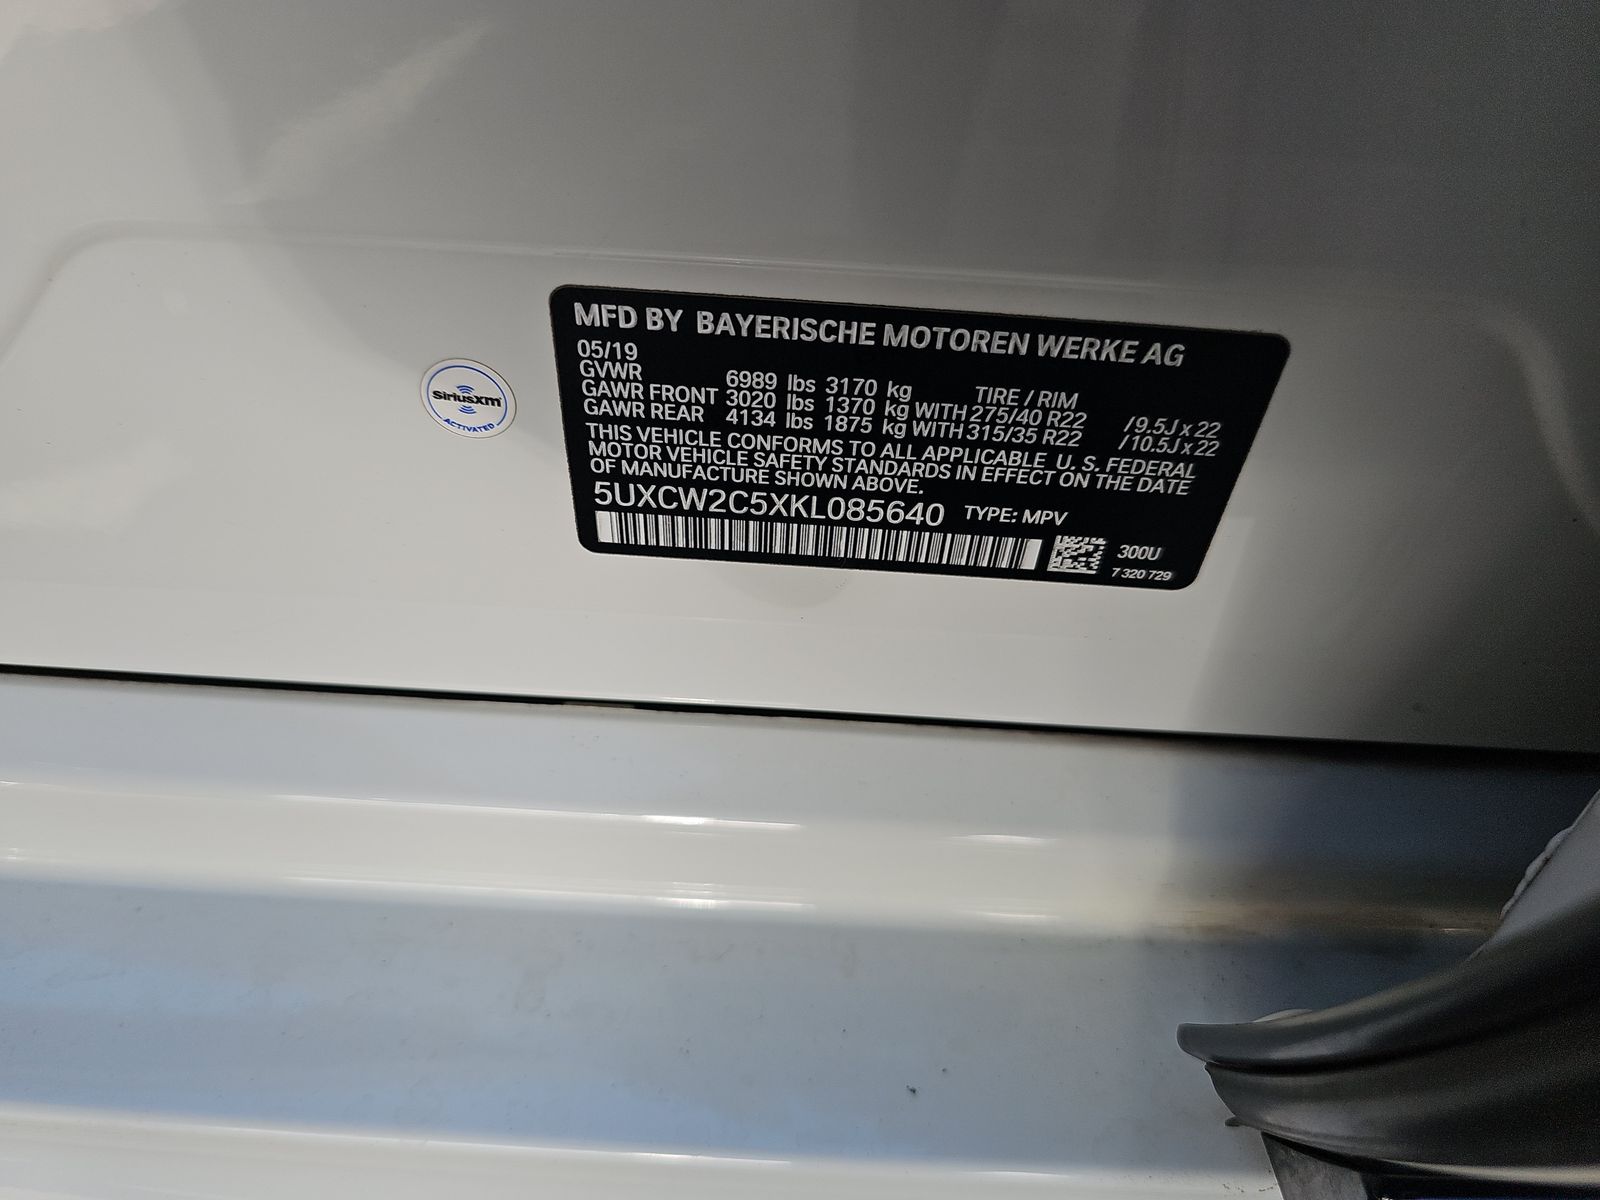 MFD BY BAYERISCHE MOTOREN WERKE AG
05/19
GVWR 6989 lbs 3170 kg TIRE / RIM
GAWR FRONT 3020 lbs 1370 kg WITH 275/40 R22 /9.5J x 22
GAWR REAR 4134 lbs 1875 kg WITH 315/35 R22 /10.5J x 22
THIS VEHICLE CONFORMS TO ALL APPLICABLE U. S. FEDERAL
MOTOR VEHICLE SAFETY STANDARDS IN EFFECT ON THE DATE
OF MANUFACTURE SHOWN ABOVE.
5UXCW2C5XKL085640 TYPE: MPV
300U
7 320 729
SiriusXM
ACTIVATED